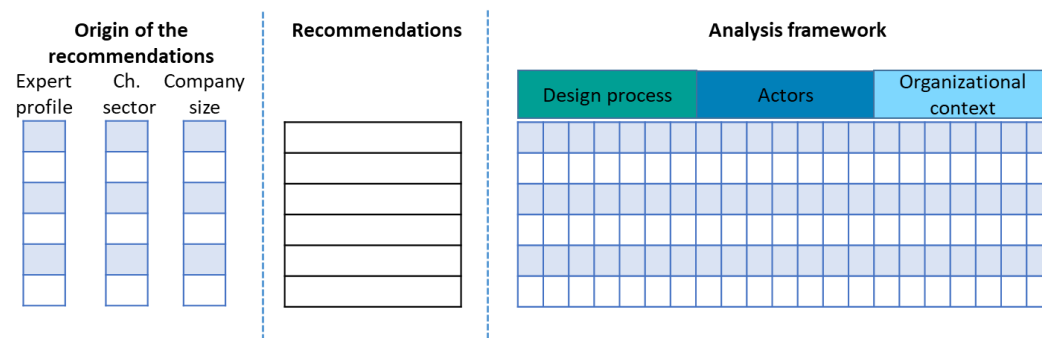 Origin of the
recommendations
Recommendations
Analysis framework
Expert
profile
Ch.
sector
Company
size
Design process
Actors
Organizational
context